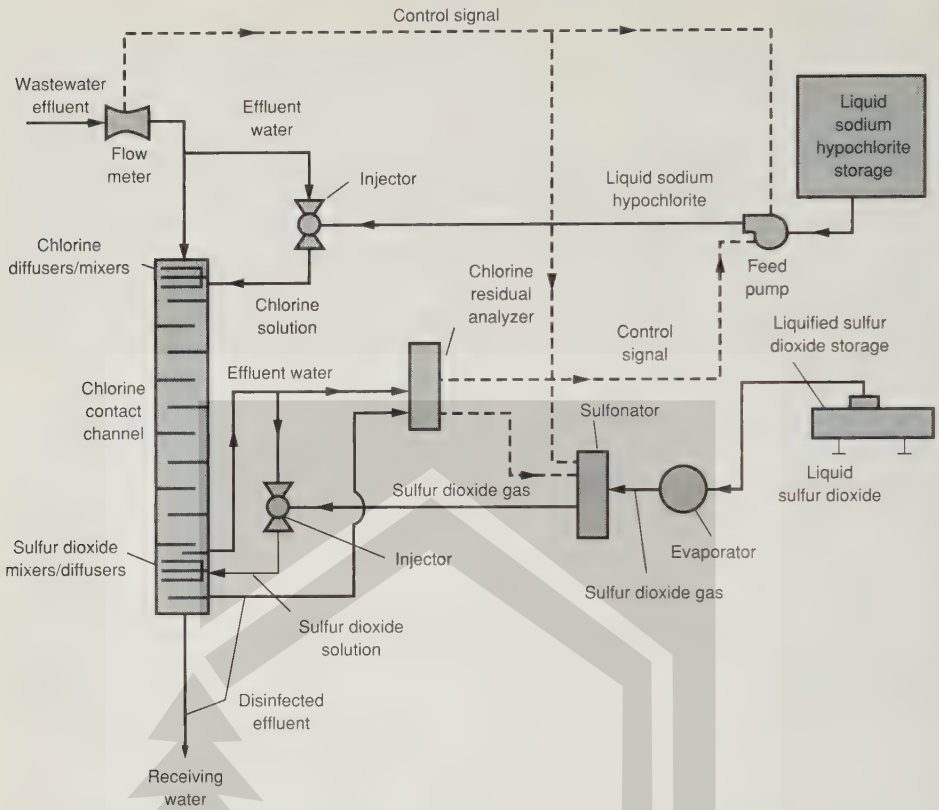 Control signal
Wastewater
effluent
Flow
meter
Effluent
water
Injector
Liquid sodium
hypochlorite
Liquid
sodium
hypochlorite
storage
Feed
pump
Chlorine
diffusers/mixers
Chlorine
solution
Chlorine
residual
analyzer
Control
signal
Liquified sulfur
dioxide storage
Effluent water
Chlorine
contact
channel
Sulfonator
Liquid
sulfur dioxide
Sulfur dioxide gas
Sulfur dioxide
mixers/diffusers
Injector
Evaporator
Sulfur dioxide gas
Sulfur dioxide
solution
Disinfected
effluent
Receiving
water